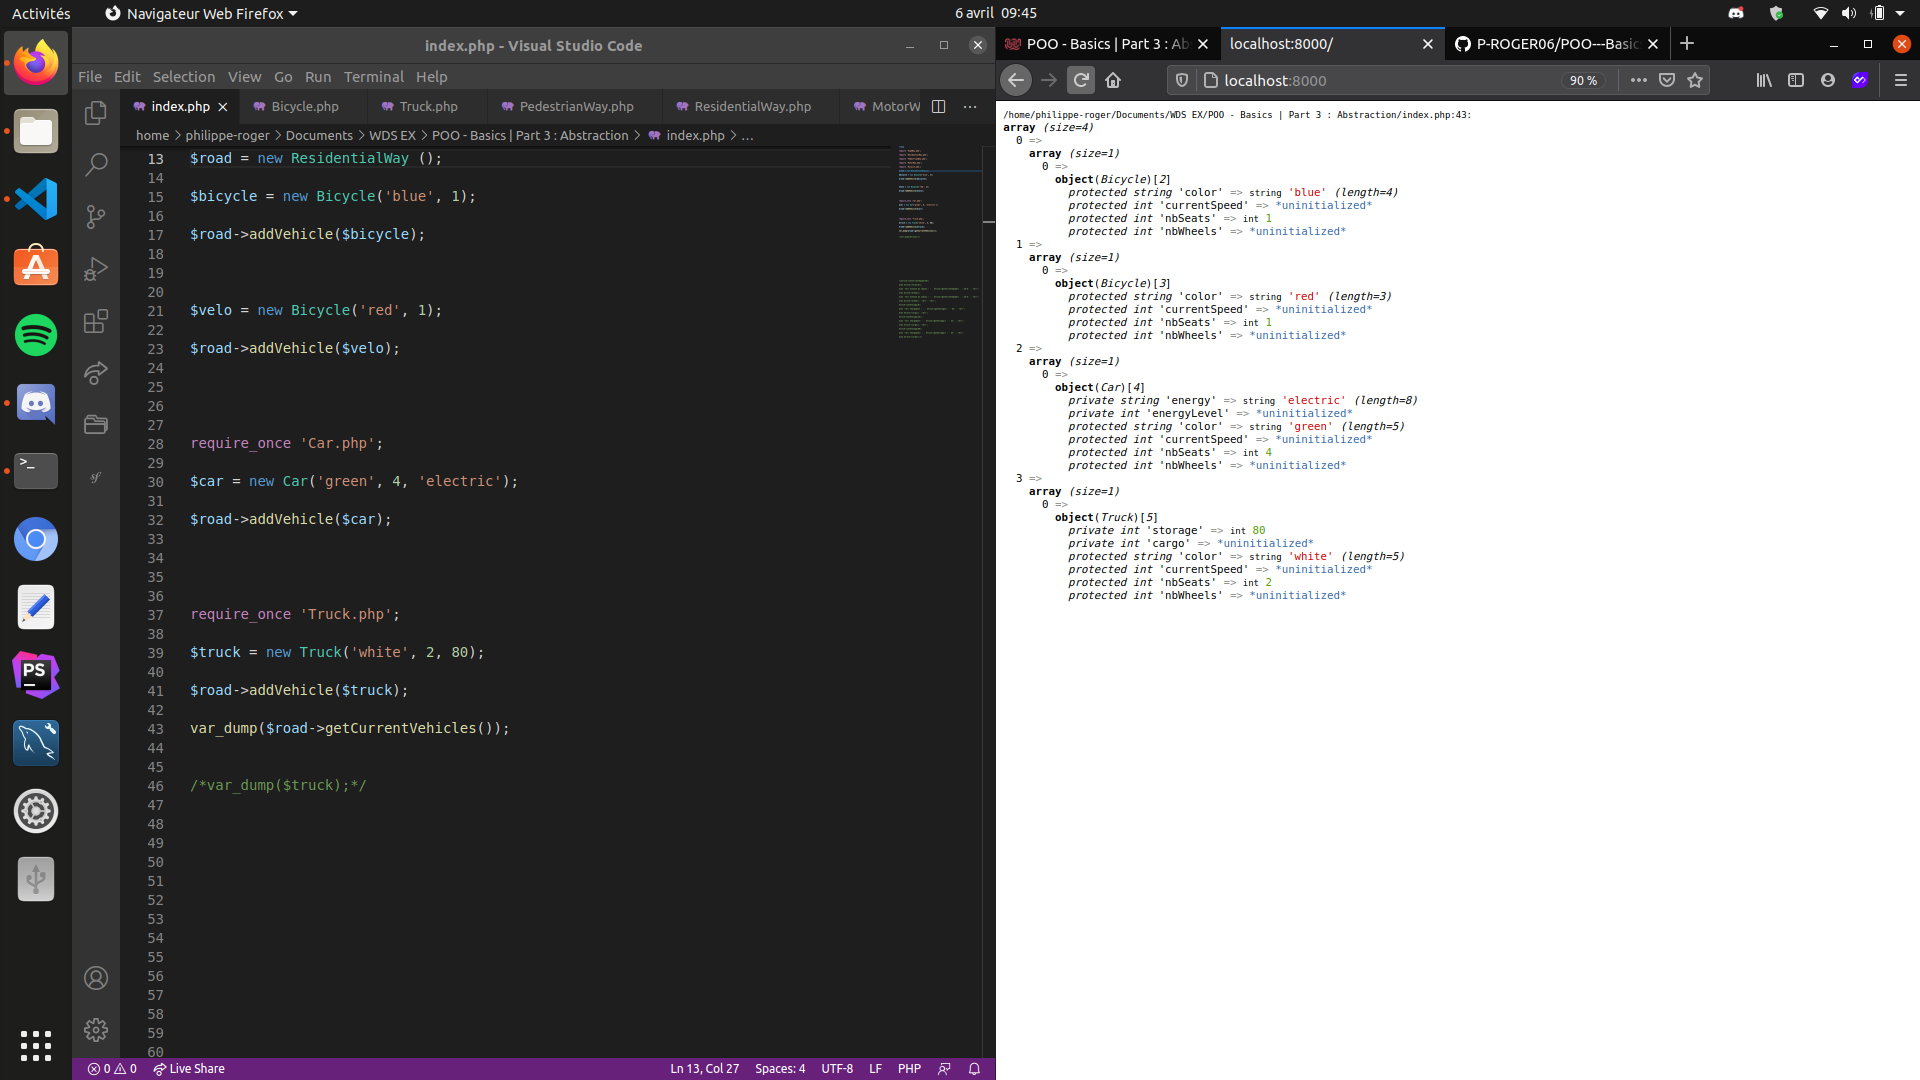 Activités
Navigateur Web Firefox
6 avril 09:45
index.php - Visual Studio Code
File Edit Selection View Go Run Terminal Help
index.php
Bicycle.php
Truck.php
PedestrianWay.php
ResidentialWay.php
MotorW
home > philippe-roger > Documents > WDS EX > POO - Basics | Part 3 : Abstraction > index.php > ...
13 $road = new ResidentialWay ();
14
15 $bicycle = new Bicycle('blue', 1);
16
17 $road->addVehicle($bicycle);
18
19
20
21 $velo = new Bicycle('red', 1);
22
23 $road->addVehicle($velo);
24
25
26
27
28 require_once 'Car.php';
29
30 $car = new Car('green', 4, 'electric');
31
32 $road->addVehicle($car);
33
34
35
36
37 require_once 'Truck.php';
38
39 $truck = new Truck('white', 2, 80);
40
41 $road->addVehicle($truck);
42
43 var_dump($road->getCurrentVehicles());
44
45
46 /*var_dump($truck);*/
47
48
49
50
51
52
53
54
55
56
57
58
59
60
0 0 Live Share
Ln 13, Col 27 Spaces: 4 UTF-8 LF PHP
POO - Basics | Part 3 : Ab
localhost:8000/
P-ROGER06/POO---Basic
localhost:8000
90 %
/home/philippe-roger/Documents/WDS EX/POO - Basics | Part 3 : Abstraction/index.php:43:
array (size=4)
0 =>
array (size=1)
0 =>
object(Bicycle)[2]
protected string 'color' => string 'blue' (length=4)
protected int 'currentSpeed' => *uninitialized*
protected int 'nbSeats' => int 1
protected int 'nbWheels' => *uninitialized*
1 =>
array (size=1)
0 =>
object(Bicycle)[3]
protected string 'color' => string 'red' (length=3)
protected int 'currentSpeed' => *uninitialized*
protected int 'nbSeats' => int 1
protected int 'nbWheels' => *uninitialized*
2 =>
array (size=1)
0 =>
object(Car)[4]
private string 'energy' => string 'electric' (length=8)
private int 'energyLevel' => *uninitialized*
protected string 'color' => string 'green' (length=5)
protected int 'currentSpeed' => *uninitialized*
protected int 'nbSeats' => int 4
protected int 'nbWheels' => *uninitialized*
3 =>
array (size=1)
0 =>
object(Truck)[5]
private int 'storage' => int 80
private int 'cargo' => *uninitialized*
protected string 'color' => string 'white' (length=5)
protected int 'currentSpeed' => *uninitialized*
protected int 'nbSeats' => int 2
protected int 'nbWheels' => *uninitialized*
PS